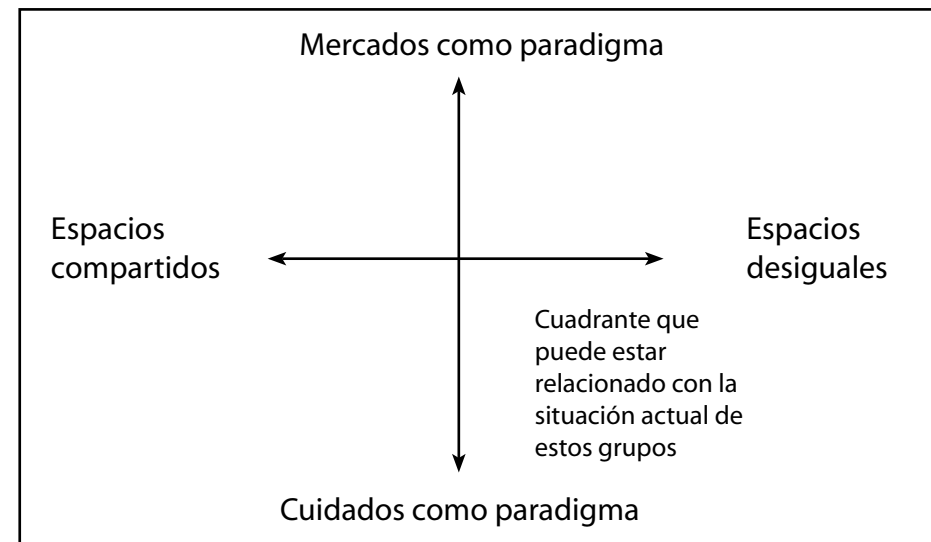 Mercados como paradigma
Espacios
compartidos
Espacios
desiguales
Cuadrante que
puede estar
relacionado con la
situación actual de
estos grupos
Cuidados como paradigma